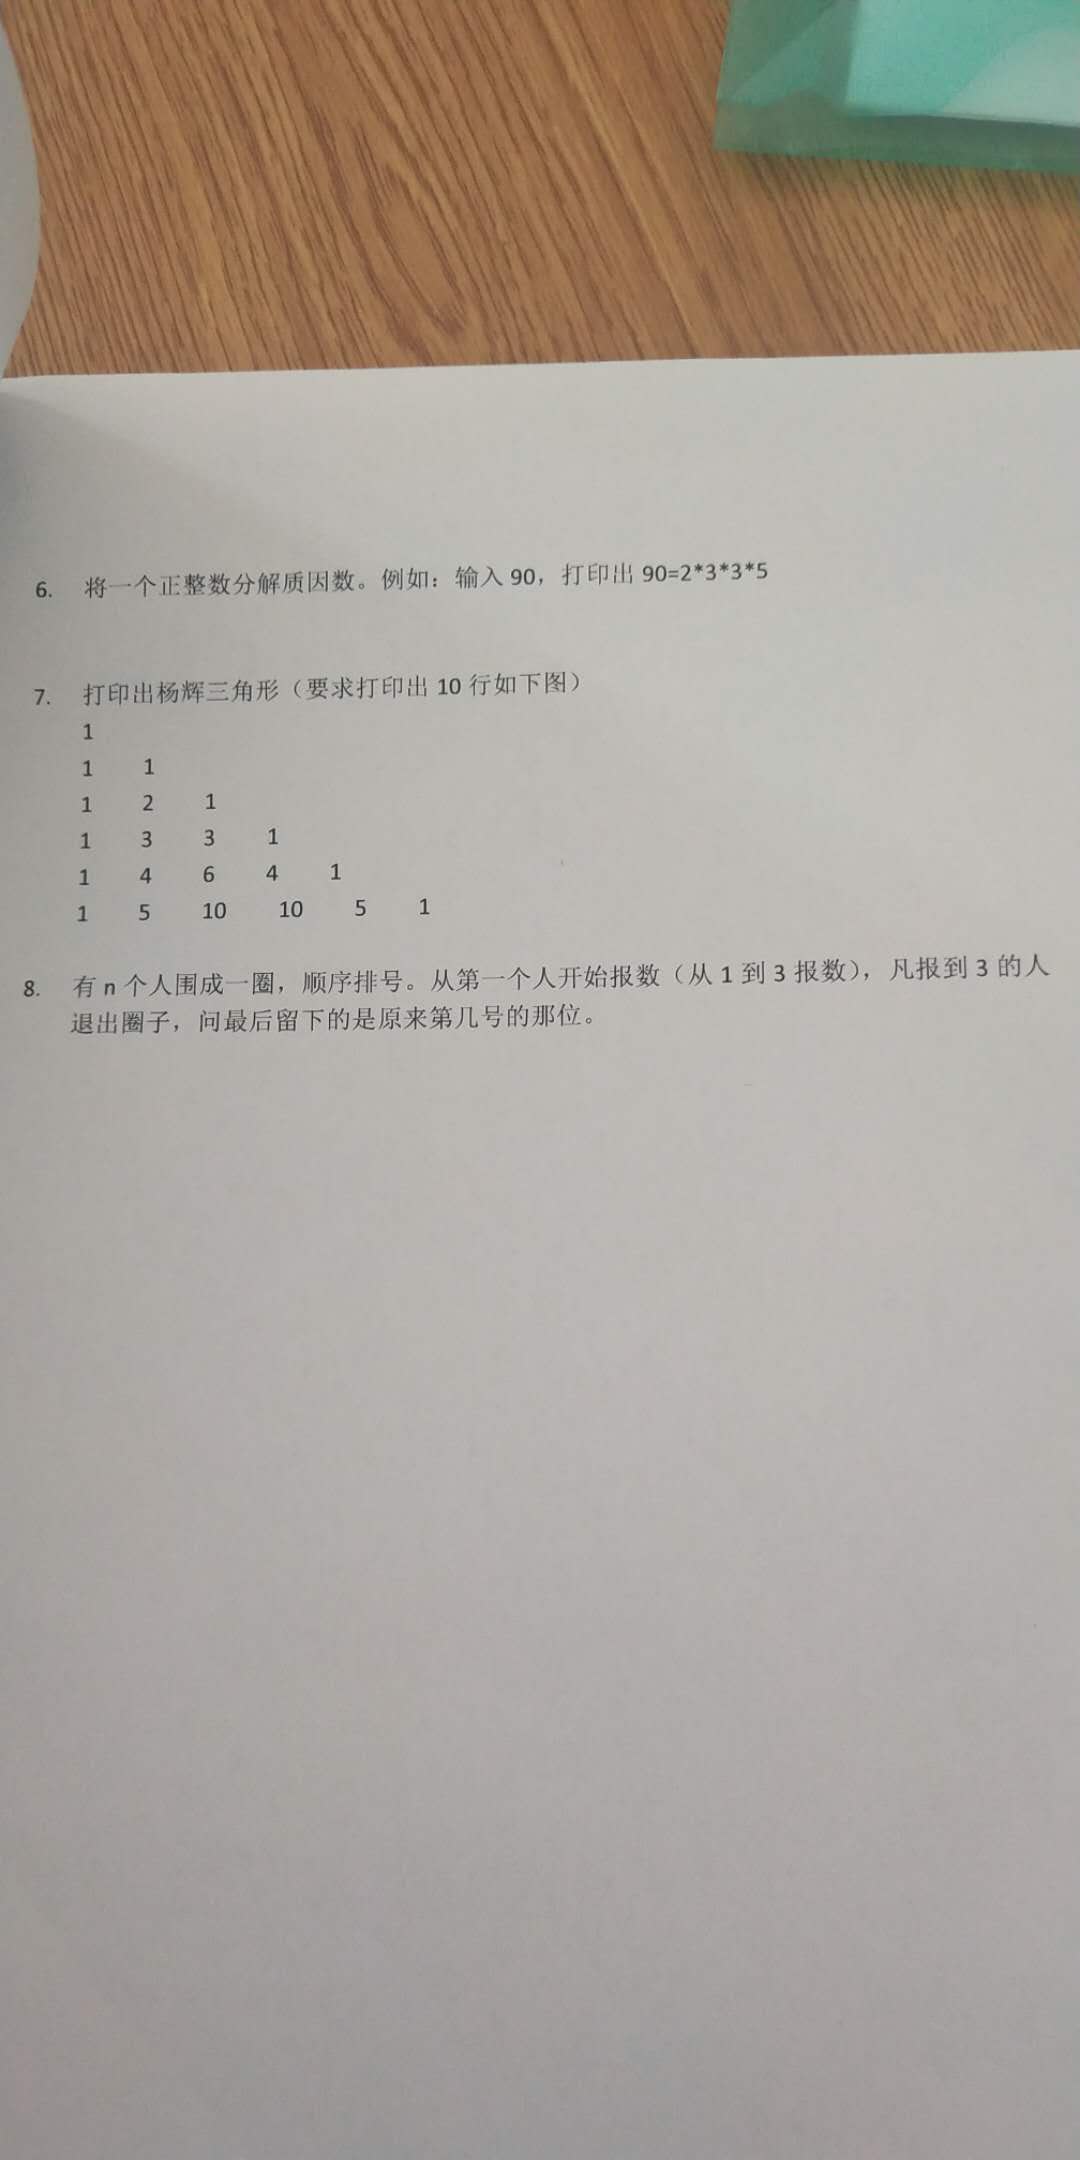 6. 将一个正整数分解质因数。例如：输入 90，打印出 90=2*3*3*5
7. 打印出杨辉三角形（要求打印出 10 行如下图）
1
1 1
1 2 1
1 3 3 1
1 4 6 4 1
1 5 10 10 5 1
8. 有 n 个人围成一圈，顺序排号。从第一个人开始报数（从 1 到 3 报数），凡报到 3 的人
退出圈子，问最后留下的是原来第几号的那位。